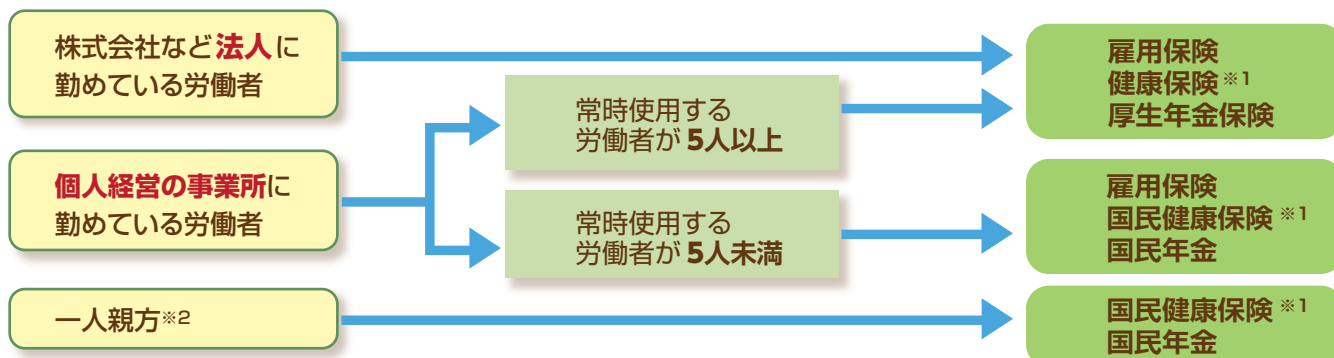 株式会社など法人に
勤めている労働者
雇用保険
健康保険※1
厚生年金保険
個人経営の事業所に
勤めている労働者
常時使用する
労働者が5人以上
常時使用する
労働者が5人未満
雇用保険
国民健康保険※1
国民年金
一人親方※2
国民健康保険※1
国民年金